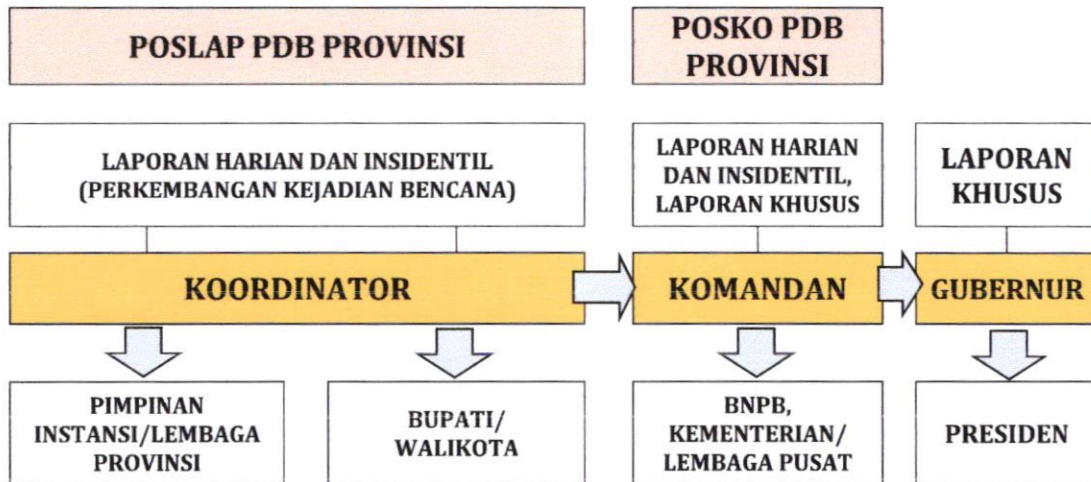 POSLAP PDB PROVINSI
POSKO PDB
PROVINSI
LAPORAN HARIAN DAN INSIDENTIL
(PERKEMBANGAN KEJADIAN BENCANA)
LAPORAN HARIAN
DAN INSIDENTIL,
LAPORAN KHUSUS
LAPORAN
KHUSUS
KOORDINATOR
KOMANDAN
GUBERNUR
PIMPINAN
INSTANSI/LEMBAGA
PROVINSI
BUPATI/
WALIKOTA
BNPB,
KEMENTERIAN/
LEMBAGA PUSAT
PRESIDEN